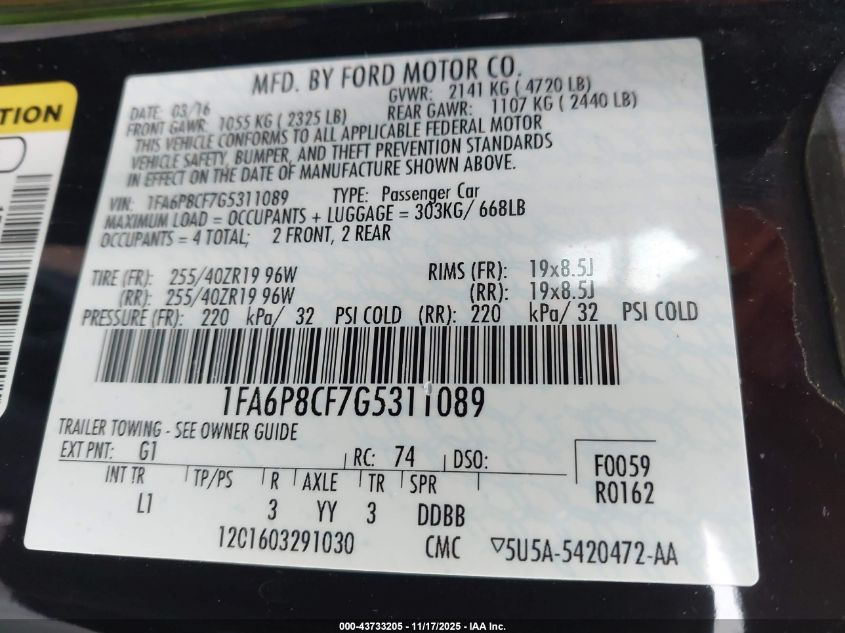 TION
MFD. BY FORD MOTOR CO.
DATE: 03/16 GVWR: 2141 KG ( 4720 LB)
FRONT GAWR: 1055 KG ( 2325 LB) REAR GAWR: 1107 KG ( 2440 LB)
THIS VEHICLE CONFORMS TO ALL APPLICABLE FEDERAL MOTOR
VEHICLE SAFETY, BUMPER, AND THEFT PREVENTION STANDARDS
IN EFFECT ON THE DATE OF MANUFACTURE SHOWN ABOVE.
VIN: 1FA6P8CF7G5311089 TYPE: Passenger Car
MAXIMUM LOAD = OCCUPANTS + LUGGAGE = 303KG/ 668LB
OCCUPANTS = 4 TOTAL; 2 FRONT, 2 REAR
TIRE (FR): 255/40ZR19 96W RIMS (FR): 19x8.5J
(RR): 255/40ZR19 96W (RR): 19x8.5J
PRESSURE (FR): 220 kPa/ 32 PSI COLD (RR): 220 kPa/ 32 PSI COLD
1FA6P8CF7G5311089
TRAILER TOWING - SEE OWNER GUIDE
EXT PNT: G1 RC: 74 DSO: F0059
INT TR TP/PS R AXLE TR SPR R0162
L1 3 YY 3 DDBB
12C1603291030 CMC ▽5U5A-5420472-AA
000-43733205 - 11/17/2025 - IAA Inc.